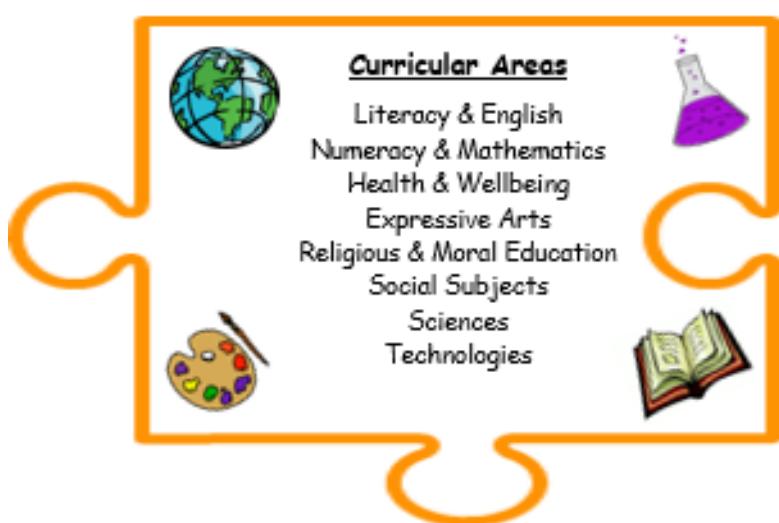 Curricular Areas
Literacy & English
Numeracy & Mathematics
Health & Wellbeing
Expressive Arts
Religious & Moral Education
Social Subjects
Sciences
Technologies